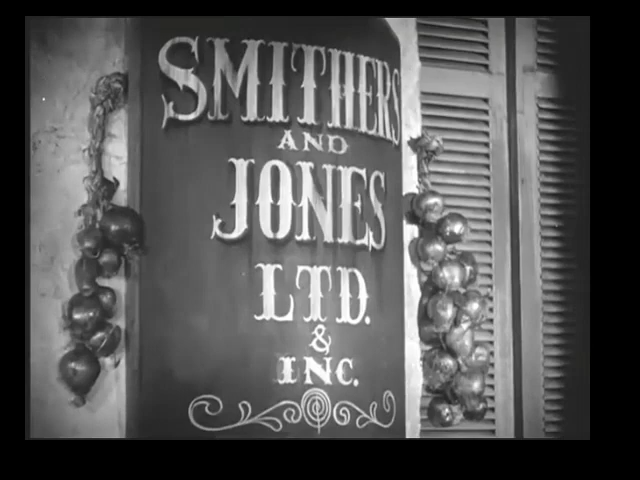 SMITHERS
AND
JONES
LTD.
&
INC.